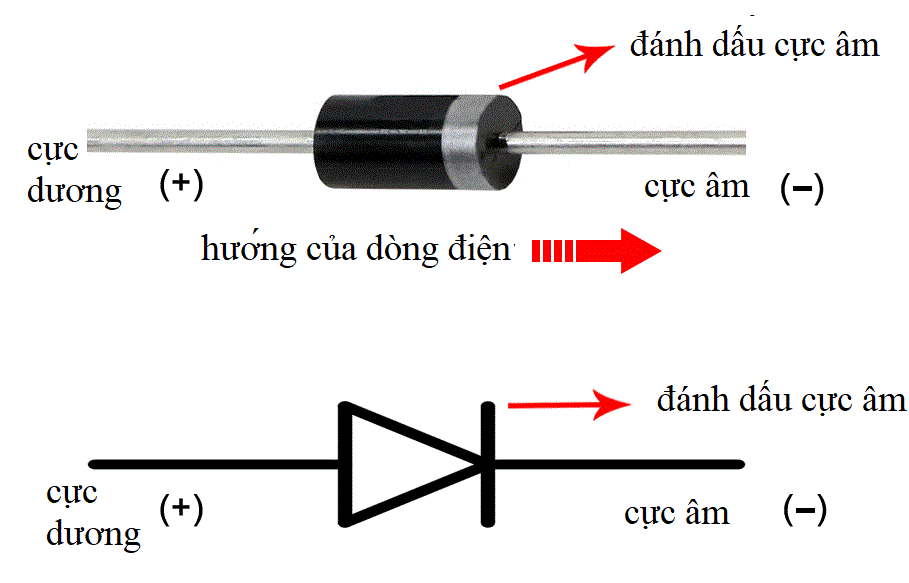 đánh dấu cực âm
cực
dương
(+)
cực âm
(–)
hướng của dòng điện
đánh dấu cực âm
cực
dương
(+)
cực âm
(–)